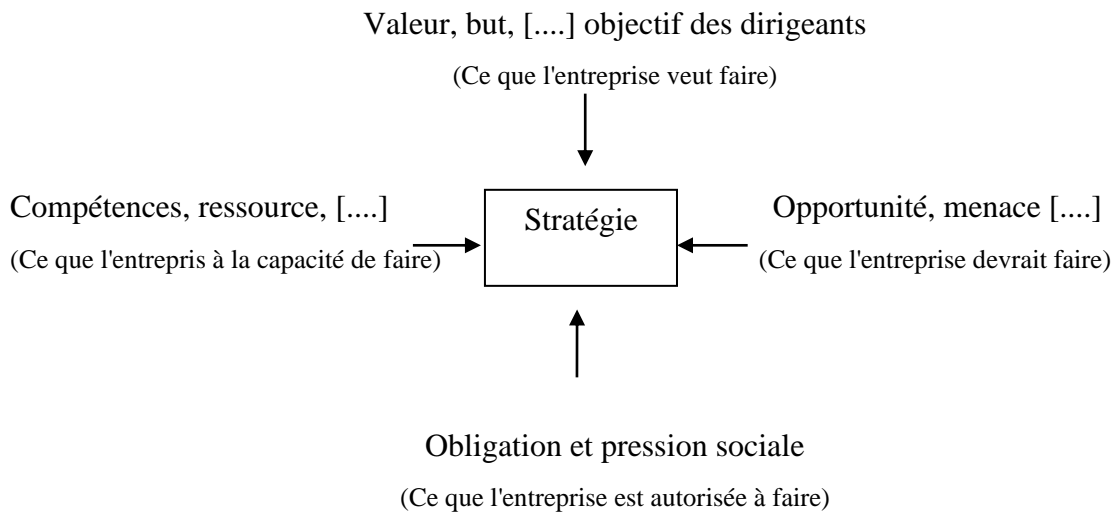 Valeur, but, [....] objectif des dirigeants
(Ce que l'entreprise veut faire)
Compétences, ressource, [....]
(Ce que l'entrepris à la capacité de faire)
Stratégie
Opportunité, menace [....]
(Ce que l'entreprise devrait faire)
Obligation et pression sociale
(Ce que l'entreprise est autorisée à faire)